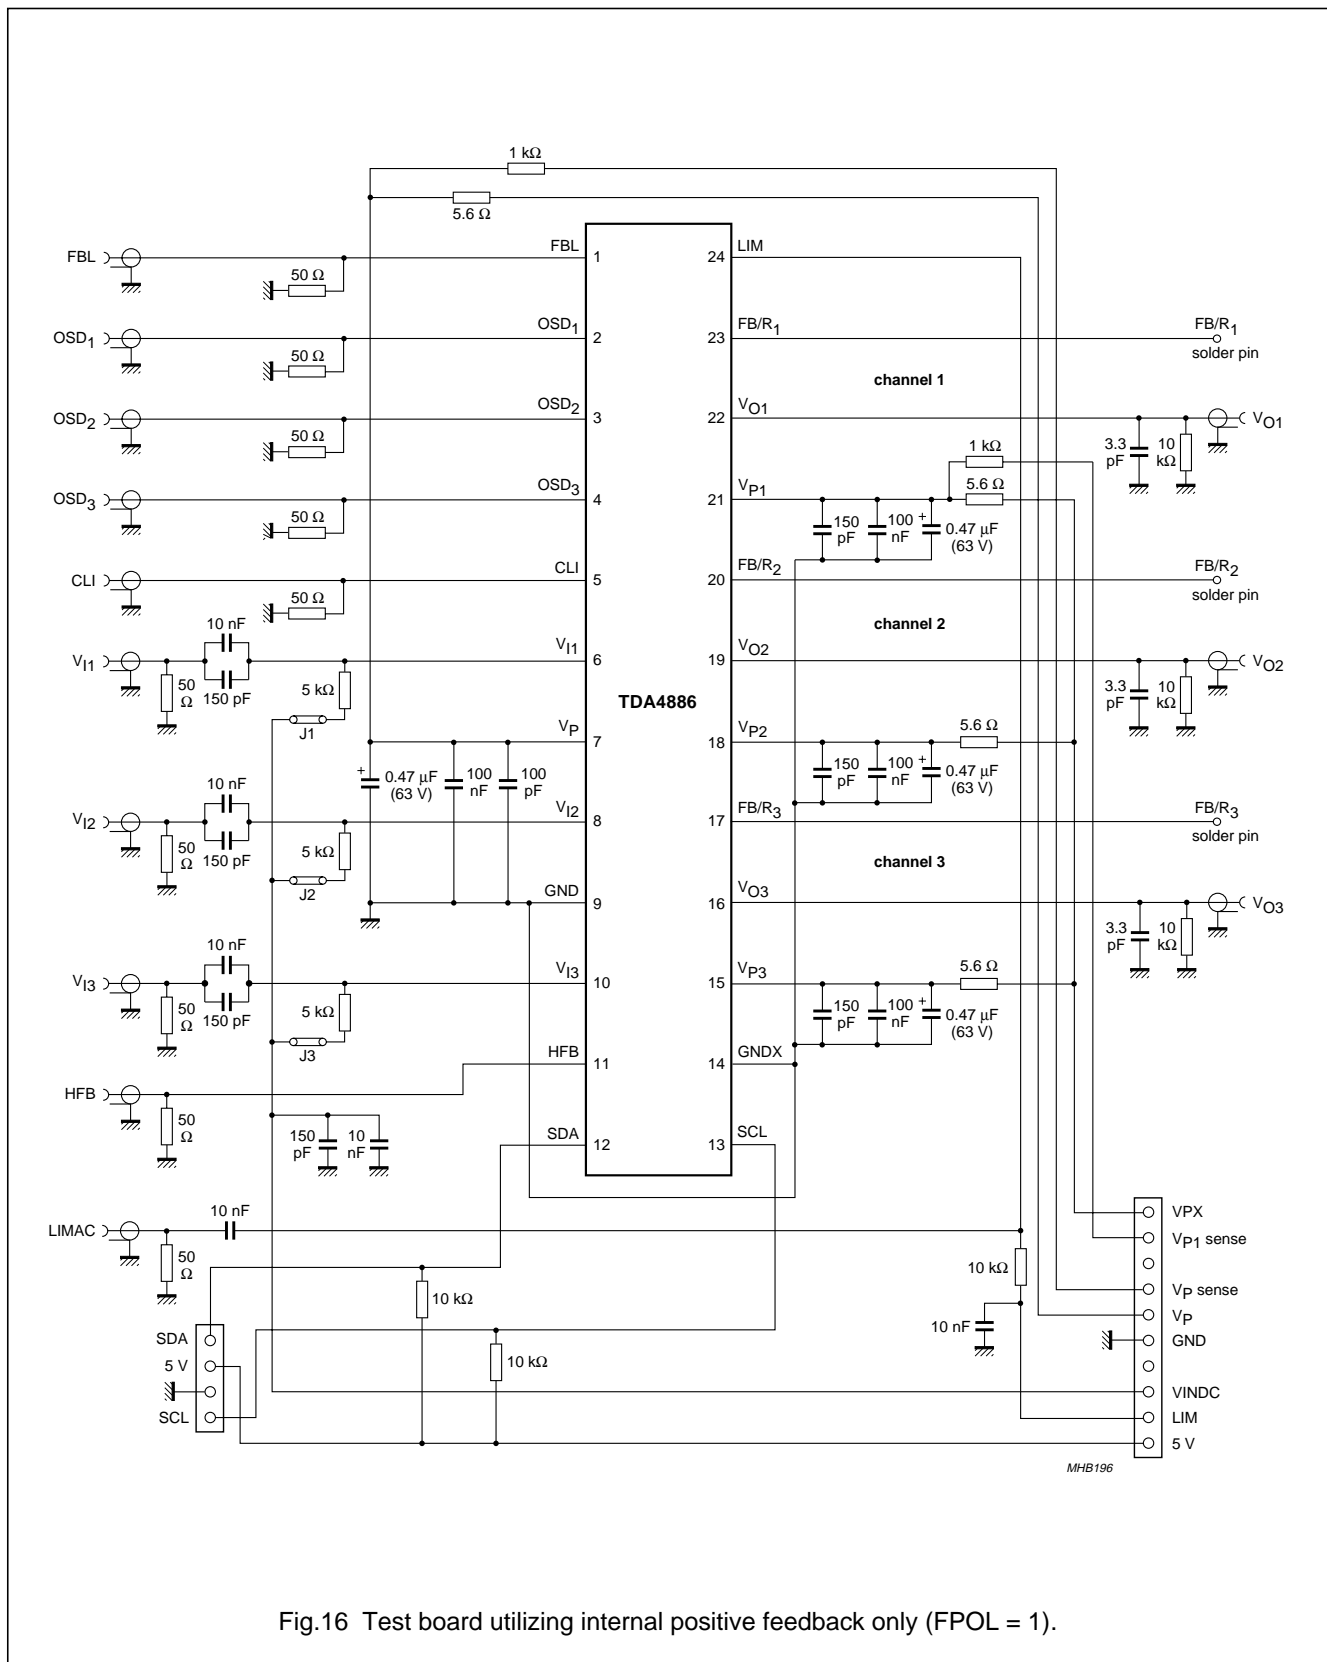 1 kΩ
5.6 Ω
FBL
FBL
1
24
LIM
50 Ω
OSD1
OSD1
2
23
FB/R1
FB/R1
solder pin
50 Ω
channel 1
OSD2
OSD2
3
22
VO1
VO1
50 Ω
3.3 pF
10 kΩ
1 kΩ
OSD3
OSD3
4
21
VP1
5.6 Ω
50 Ω
150 pF
100 nF
+
0.47 μF (63 V)
CLI
CLI
5
20
FB/R2
FB/R2
solder pin
50 Ω
10 nF
channel 2
VI1
VI1
6
19
VO2
VO2
50 Ω
150 pF
5 kΩ
3.3 pF
10 kΩ
TDA4886
J1
VP
7
18
VP2
5.6 Ω
+
0.47 μF (63 V)
100 nF
100 pF
150 pF
100 nF
+
0.47 μF (63 V)
10 nF
VI2
VI2
8
17
FB/R3
FB/R3
solder pin
50 Ω
150 pF
5 kΩ
channel 3
J2
GND
9
16
VO3
VO3
3.3 pF
10 kΩ
10 nF
VI3
VI3
10
15
VP3
5.6 Ω
50 Ω
150 pF
5 kΩ
150 pF
100 nF
+
0.47 μF (63 V)
J3
HFB
11
14
GNDX
HFB
50 Ω
150 pF
10 nF
SDA
12
13
SCL
10 nF
LIMAC
50 Ω
VPX
VP1 sense
10 kΩ
VP sense
10 kΩ
VP
10 nF
SDA
GND
5 V
10 kΩ
VINDC
SCL
LIM
5 V
MHB196
Fig.16 Test board utilizing internal positive feedback only (FPOL = 1).